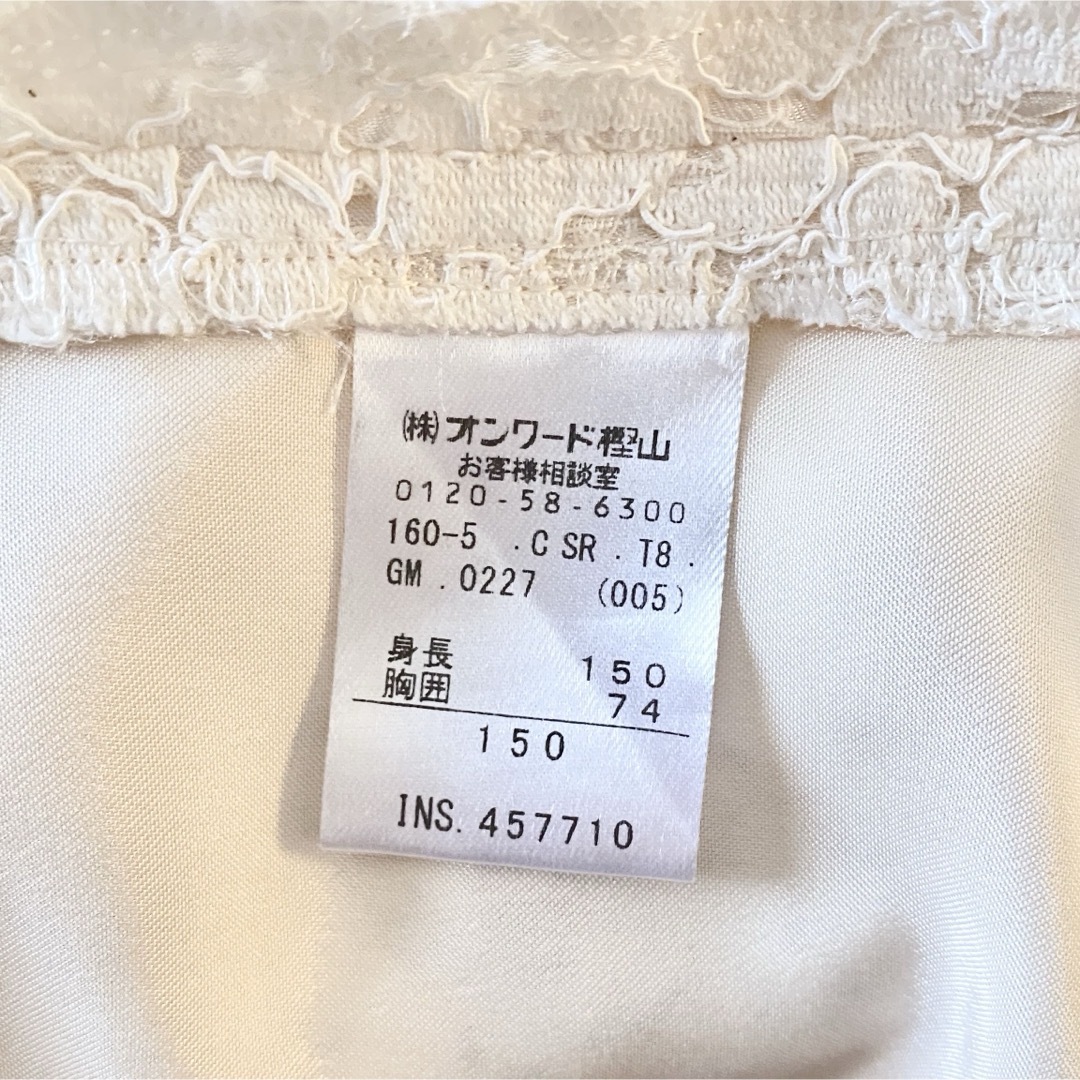 (株)オンワード樫山
お客様相談室
0120-58-6300
160-5 .C SR . T8 .
GM . 0227 (005)
身長 150
胸囲 74
150
INS. 457710